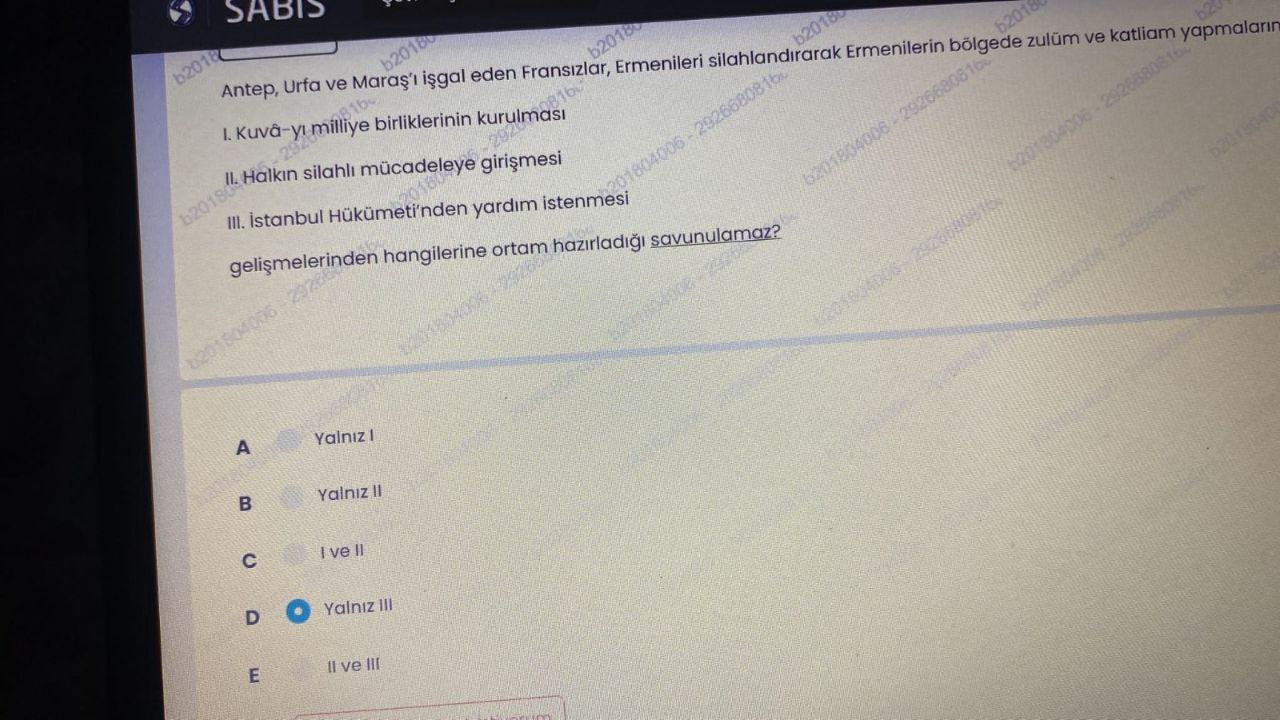 SABİS
Antep, Urfa ve Maraş'ı işgal eden Fransızlar, Ermenileri silahlandırarak Ermenilerin bölgede zulüm ve katliam yapmaların
I. Kuvâ-yı milliye birliklerinin kurulması
II. Halkın silahlı mücadeleye girişmesi
III. İstanbul Hükümeti'nden yardım istenmesi
gelişmelerinden hangilerine ortam hazırladığı savunulamaz?
A Yalnız I
B Yalnız II
C I ve II
D Yalnız III
E II ve III